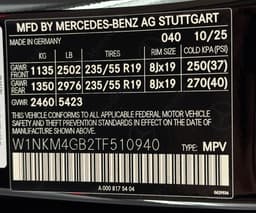 MFD BY MERCEDES-BENZ AG STUTTGART
MADE IN GERMANY 040 10/25
KG LB TIRES RIM SIZE COLD KPA(PSI)
GAWR FRONT 1135 2502 235/55 R19 8Jx19 250(37)
GAWR REAR 1350 2976 235/55 R19 8Jx19 270(40)
GVWR 2460 5423
THIS VEHICLE CONFORMS TO ALL APPLICABLE FEDERAL MOTOR VEHICLE
SAFETY AND THEFT PREVENTION STANDARDS IN EFFECT ON THE DATE
OF MANUFACTURE SHOWN ABOVE.
W1NKM4GB2TF510940 TYPE: MPV
A 000 817 54 04